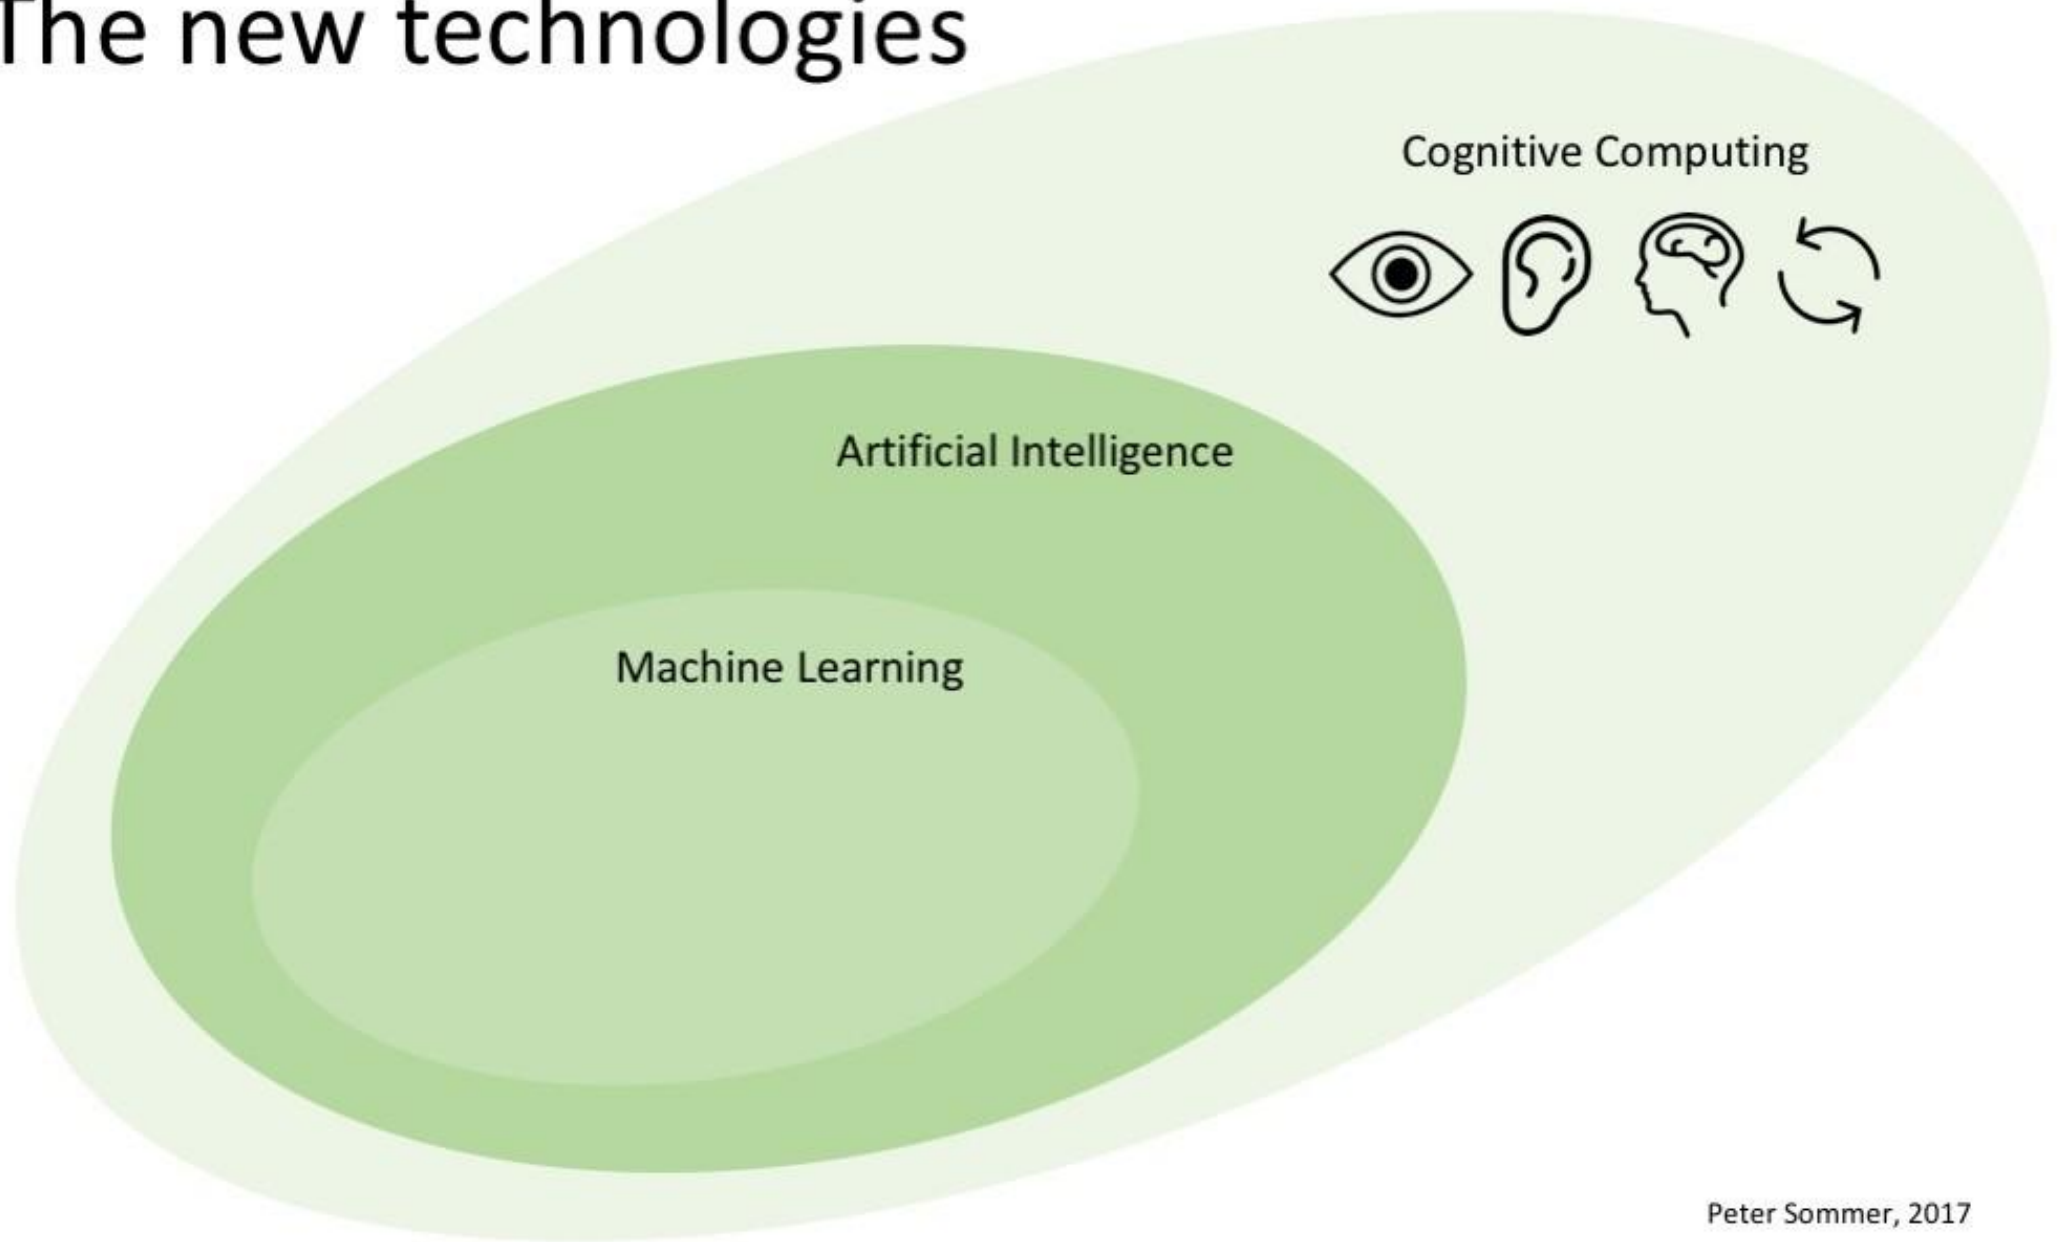 The new technologies
Cognitive Computing
Artificial Intelligence
Machine Learning
Peter Sommer, 2017